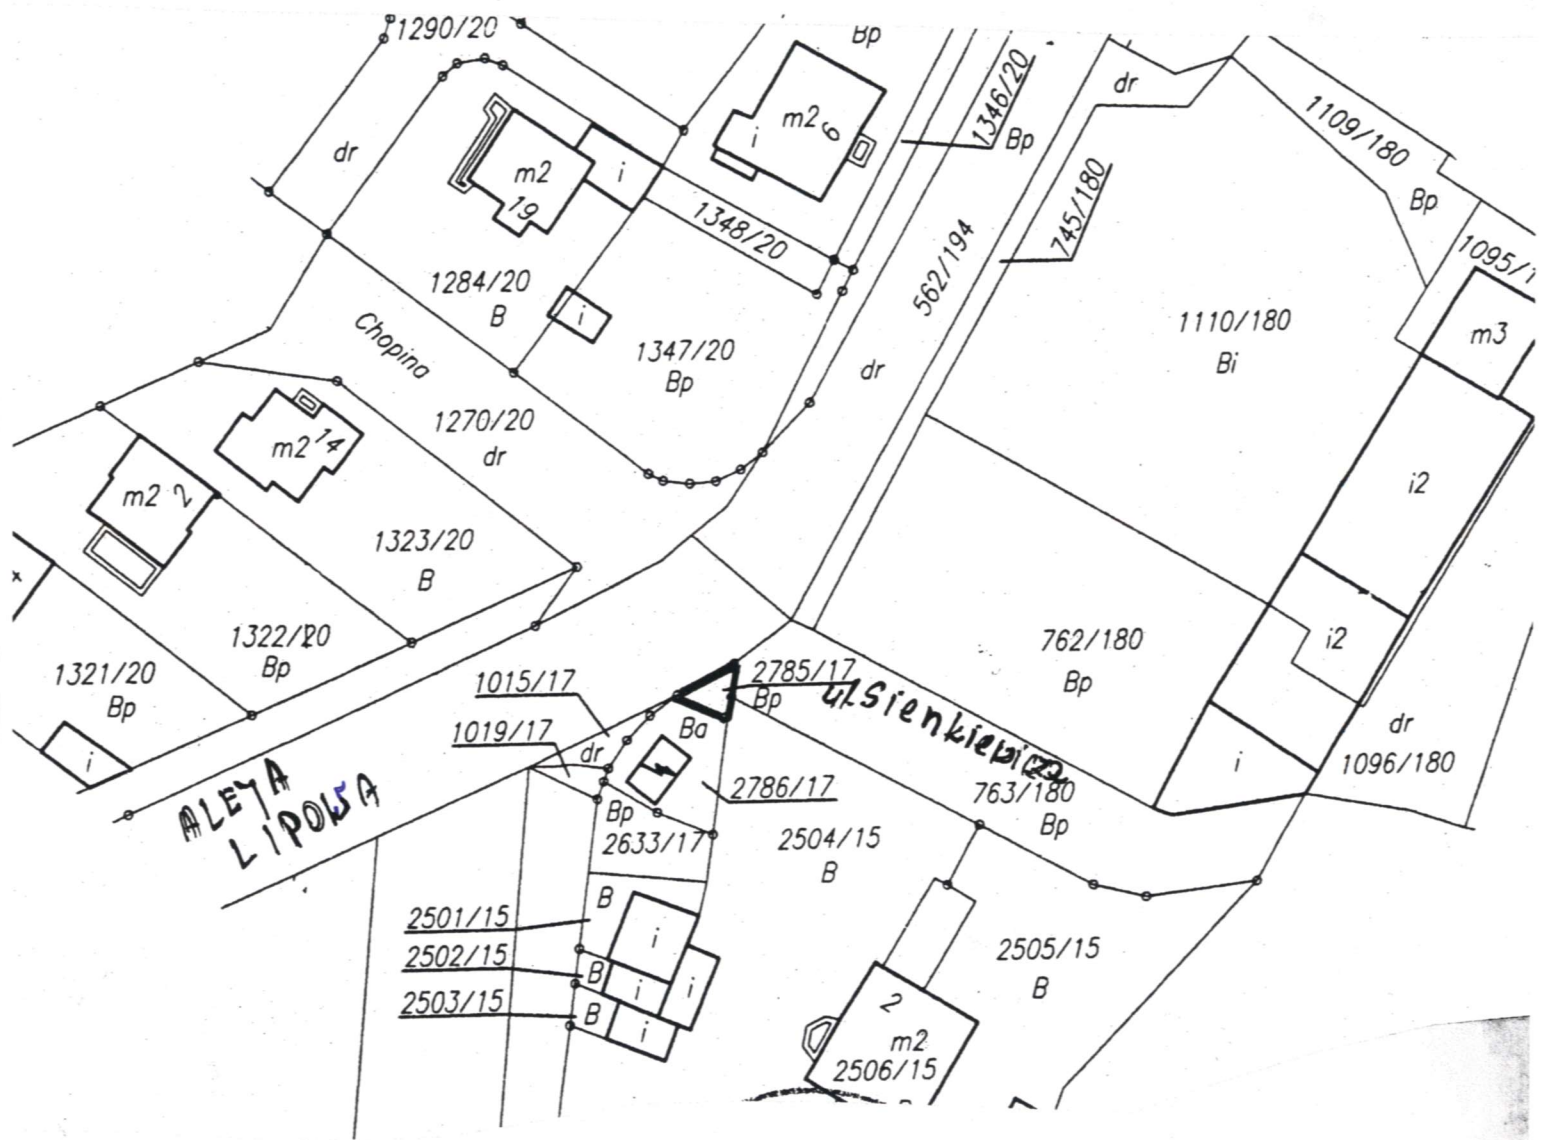 1290/20
Bp
dr
1346/20
dr
m2
6
i
1109/180
dr
m2
19
i
Bp
745/180
Bp
1348/20
562/194
1095/1
1284/20
B
i
Chopina
1347/20
Bp
1110/180
Bi
m3
dr
1270/20
dr
m2
14
m2
2
i2
1323/20
B
1322/20
Bp
762/180
Bp
i2
1321/20
Bp
1015/17
2785/17
Bp
ul. Sienkiewicza
Ba
dr
1096/180
1019/17
dr
i
i
ALEJA
LIPOWA
2786/17
763/180
Bp
Bp
2633/17
2504/15
B
B
2501/15
i
2505/15
B
2502/15
B
i
i
2503/15
B
i
2
m2
2506/15